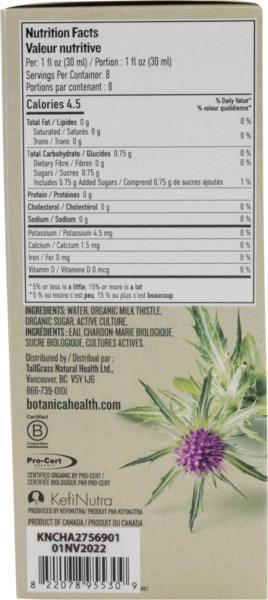 Nutrition Facts
Valeur nutritive
Per: 1 fl oz (30 ml) / Portion : 1 fl oz (30 ml)
Servings Per Container: 8
Portions par contenant : 8
Calories 4.5
% Daily Value*
% valeur quotidienne*
Total Fat / Lipides 0 g 0 %
Saturated / Saturés 0 g 0 %
Trans / Trans 0 g
Total Carbohydrate / Glucides 0.75 g 0 %
Dietary Fibre / Fibres 0 g 0 %
Sugars / Sucres 0.75 g
Includes 0.75 g Added Sugars / Comprend 0,75 g de sucres ajoutés 1 %
Protein / Protéines 0 g
Cholesterol / Cholestérol 0 g 0 %
Sodium / Sodium 0 g 0 %
Potassium / Potassium 4.5 mg 0 %
Calcium / Calcium 1.5 mg 0 %
Iron / Fer 0 mg 0 %
Vitamin D / Vitamine D 0 mcg 0 %
*5% or less is a little, 15% or more is a lot
*5 % ou moins c'est peu, 15 % ou plus c'est beaucoup
INGREDIENTS: WATER, ORGANIC MILK THISTLE,
ORGANIC SUGAR, ACTIVE CULTURE.
INGRÉDIENTS : EAU, CHARDON-MARIE BIOLOGIQUE,
SUCRE BIOLOGIQUE, CULTURES ACTIVES.
Distributed by / Distribué par :
TallGrass Natural Health Ltd.,
Vancouver, BC V5Y 1J6
866-739-0101
botanicahealth.com
Certified
B
Corporation
Pro-Cert
ORGANIC
CERTIFIED ORGANIC BY PRO-CERT /
CERTIFIÉE BIOLOGIQUE PAR PRO-CERT
KefiNutra
PRODUCED BY KEFINUTRA / PRODUIT PAR KEFINUTRA
PRODUCT OF CANADA / PRODUIT DU CANADA
KNCHA2756901
01NV2022
8 22078 95530 9
R01